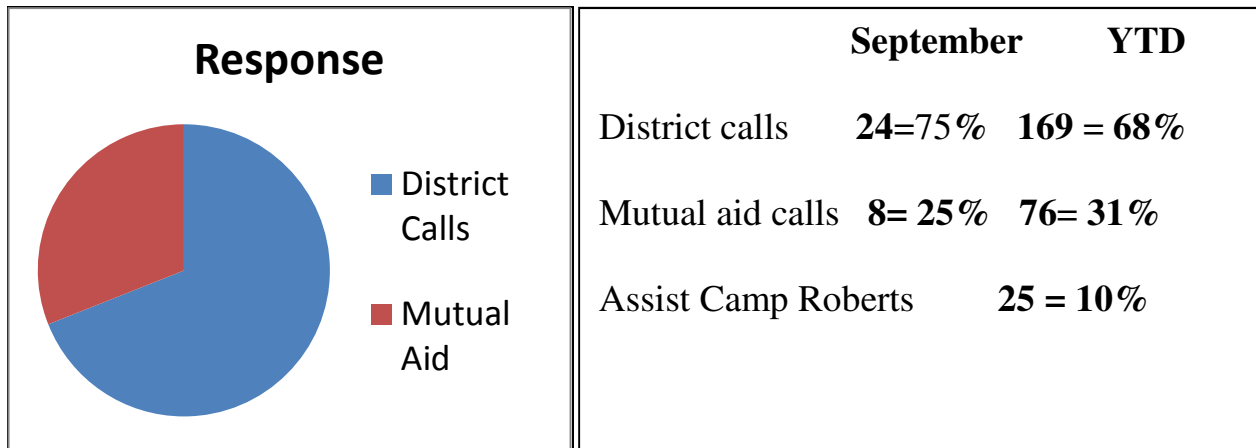 Response
District
Calls
Mutual
Aid
September YTD
District calls 24=75% 169 = 68%
Mutual aid calls 8= 25% 76= 31%
Assist Camp Roberts 25 = 10%